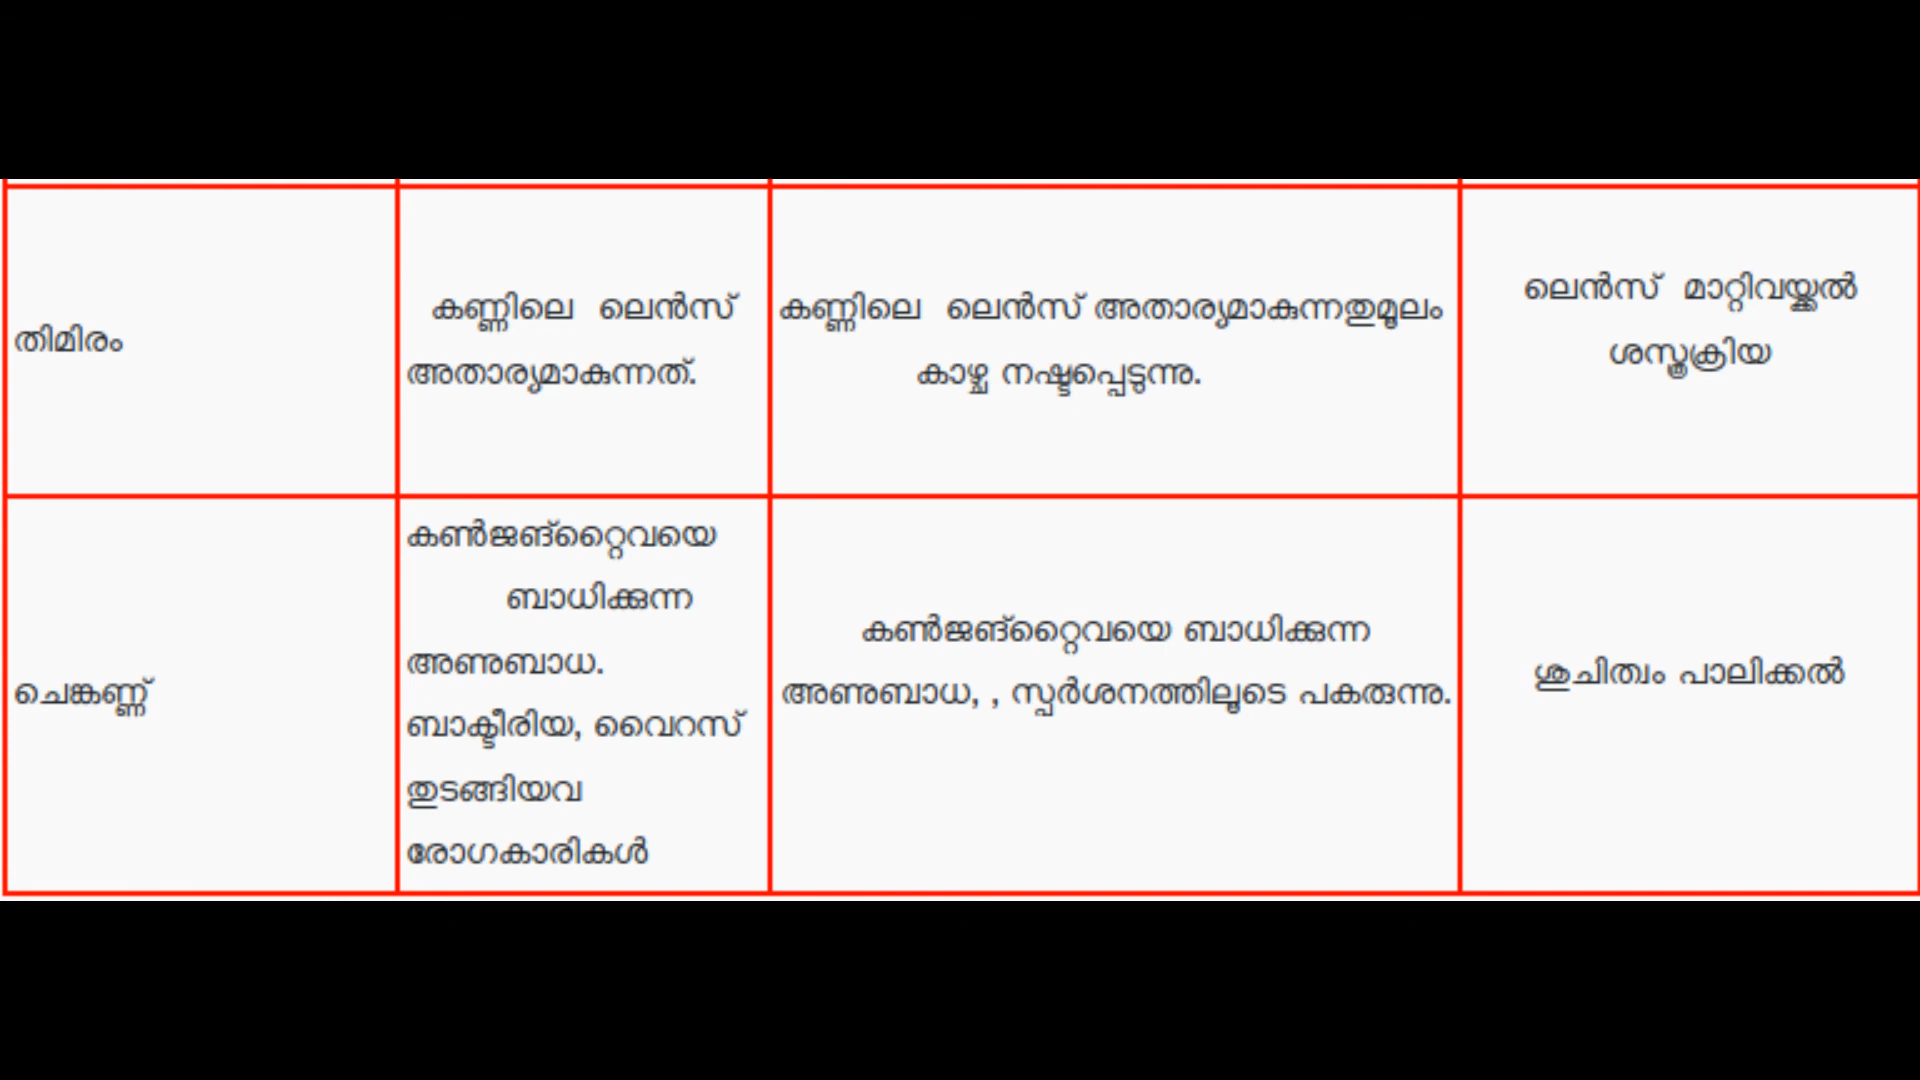 തിമിരം
കണ്ണിലെ ലെൻസ്
അതാര്യമാകുന്നത്.
കണ്ണിലെ ലെൻസ് അതാര്യമാകുന്നതുമൂലം
കാഴ്ച നഷ്ടപ്പെടുന്നു.
ലെൻസ് മാറ്റിവയ്ക്കൽ
ശസ്ത്രക്രിയ
ചെങ്കണ്ണ്
കൺജങ്റ്റൈവയെ
ബാധിക്കുന്ന
അണുബാധ.
ബാക്ടീരിയ, വൈറസ്
തുടങ്ങിയവ
രോഗകാരികൾ
കൺജങ്റ്റൈവയെ ബാധിക്കുന്ന
അണുബാധ, , സ്പർശനത്തിലൂടെ പകരുന്നു.
ശുചിത്വം പാലിക്കൽ